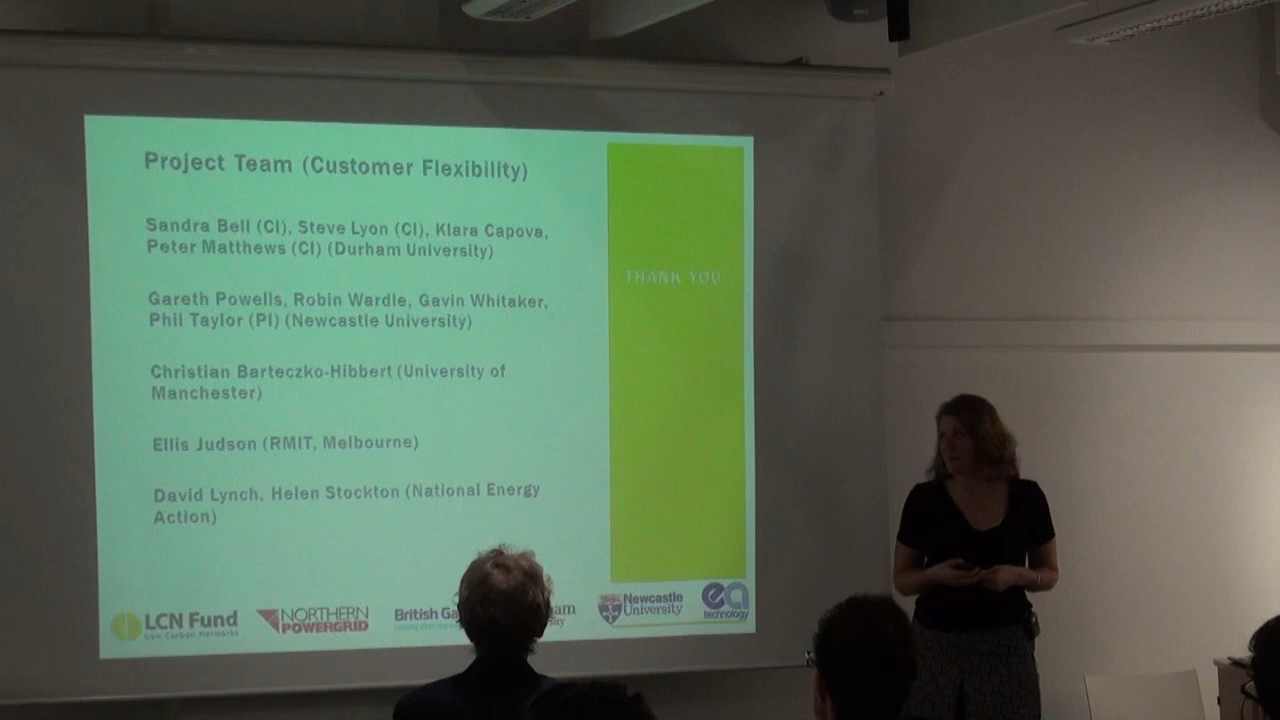 Project Team (Customer Flexibility)
Sandra Bell (CI), Steve Lyon (CI), Klara Capova,
Peter Matthews (CI) (Durham University)
Gareth Powells, Robin Wardle, Gavin Whitaker,
Phil Taylor (PI) (Newcastle University)
Christian Barteczko-Hibbert (University of
Manchester)
Ellis Judson (RMIT, Melbourne)
David Lynch, Helen Stockton (National Energy
Action)
THANK YOU
LCN Fund
Low Carbon Networks
NORTHERN
POWERGRID
British
Newcastle
University
ea
technology